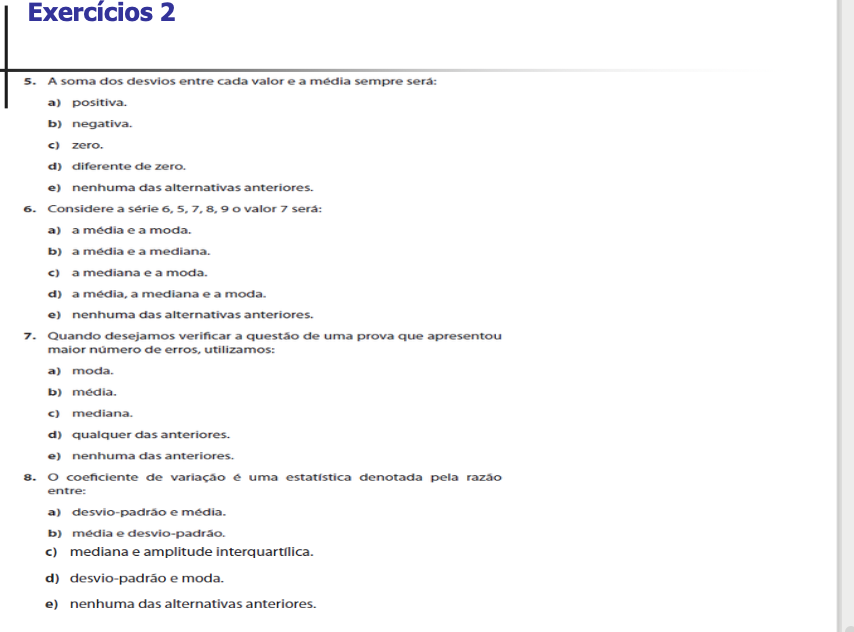 Exercícios 2
5. A soma dos desvios entre cada valor e a média sempre será:
a) positiva.
b) negativa.
c) zero.
d) diferente de zero.
e) nenhuma das alternativas anteriores.
6. Considere a série 6, 5, 7, 8, 9 o valor 7 será:
a) a média e a moda.
b) a média e a mediana.
c) a mediana e a moda.
d) a média, a mediana e a moda.
e) nenhuma das alternativas anteriores.
7. Quando desejamos verificar a questão de uma prova que apresentou
maior número de erros, utilizamos:
a) moda.
b) média.
c) mediana.
d) qualquer das anteriores.
e) nenhuma das anteriores.
8. O coeficiente de variação é uma estatística denotada pela razão
entre:
a) desvio-padrão e média.
b) média e desvio-padrão.
c) mediana e amplitude interquartílica.
d) desvio-padrão e moda.
e) nenhuma das alternativas anteriores.